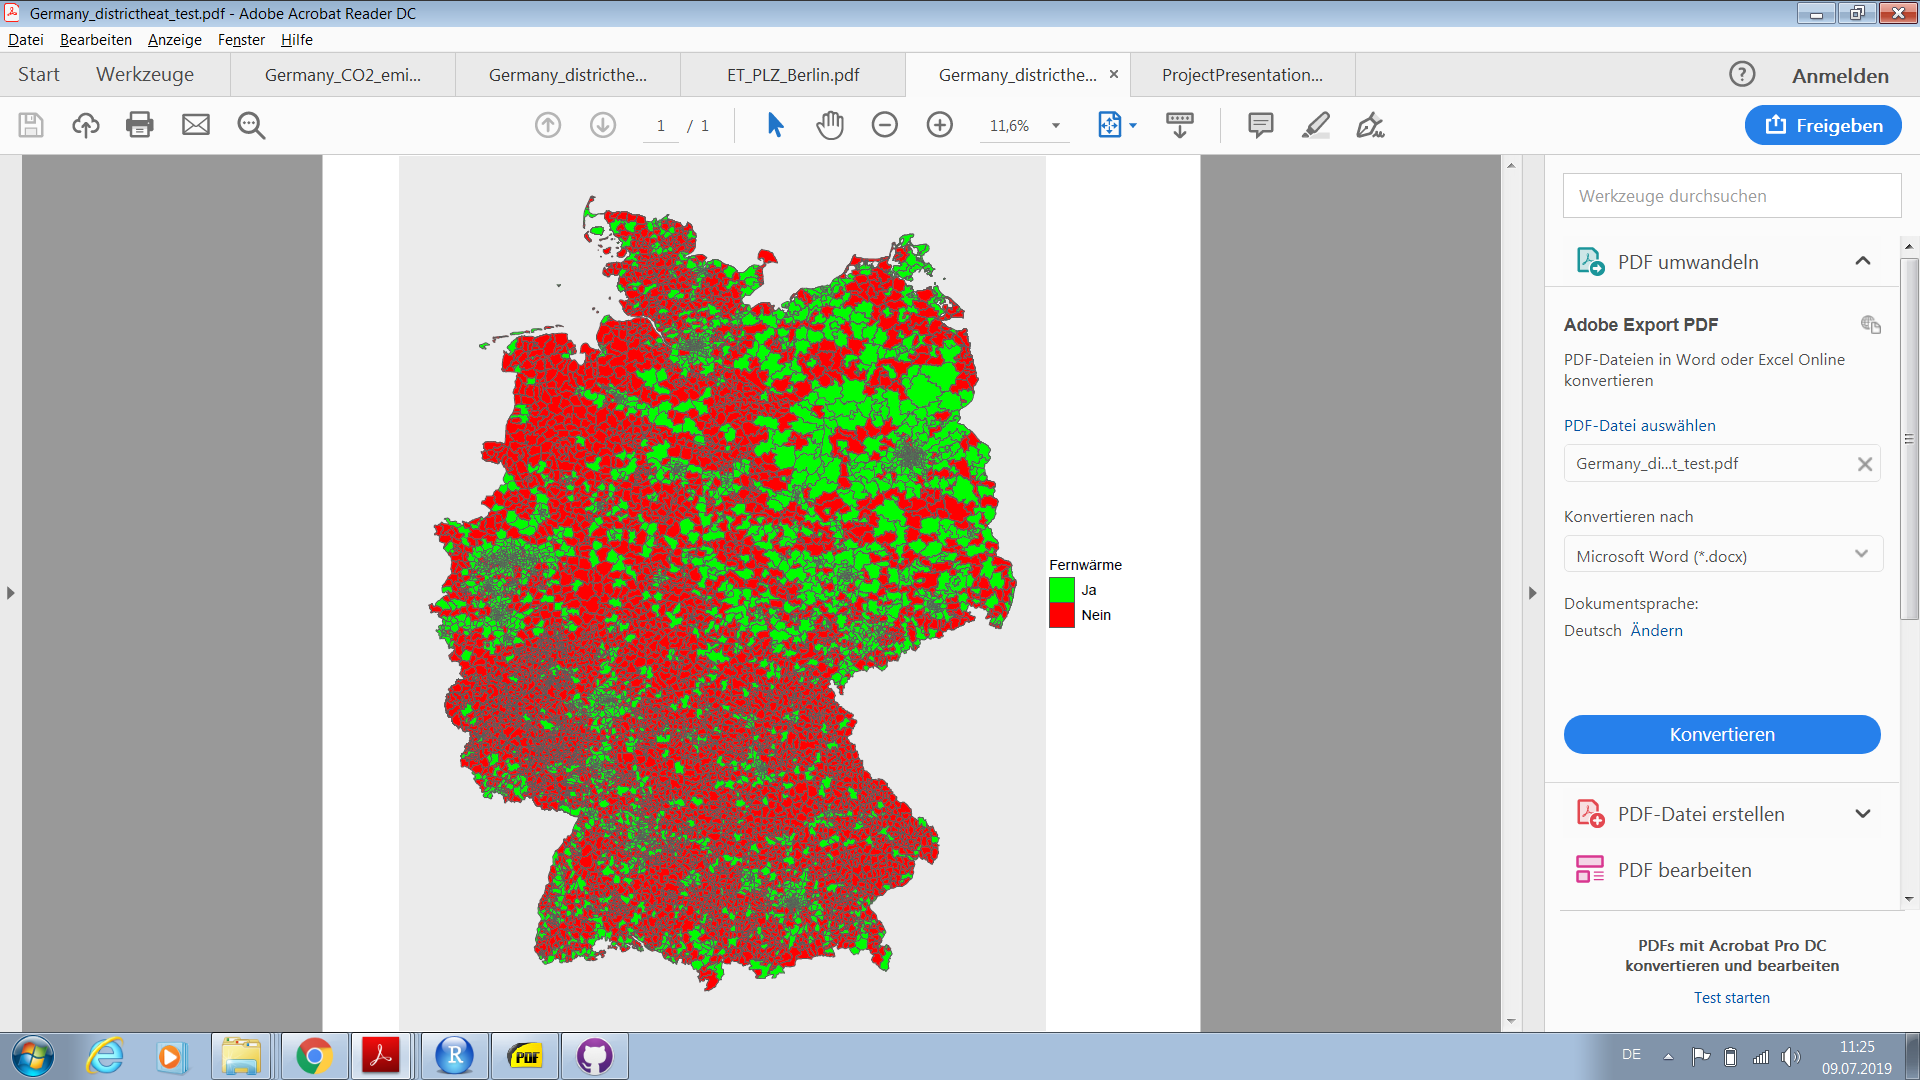 Germany_districtheat_test.pdf - Adobe Acrobat Reader DC
Datei Bearbeiten Anzeige Fenster Hilfe
Start Werkzeuge Germany_CO2_emi... Germany_districthe... ET_PLZ_Berlin.pdf Germany_districthe... ProjectPresentation... Anmelden
1 / 1 11,6% Freigeben
Werkzeuge durchsuchen
PDF umwandeln
Adobe Export PDF
PDF-Dateien in Word oder Excel Online
konvertieren
PDF-Datei auswählen
Germany_di...t_test.pdf
Konvertieren nach
Microsoft Word (*.docx)
Dokumentsprache:
Deutsch Ändern
Konvertieren
PDF-Datei erstellen
PDF bearbeiten
PDFs mit Acrobat Pro DC
konvertieren und bearbeiten
Test starten
Fernwärme
Ja
Nein
R
PDF
DE
11:25
09.07.2019